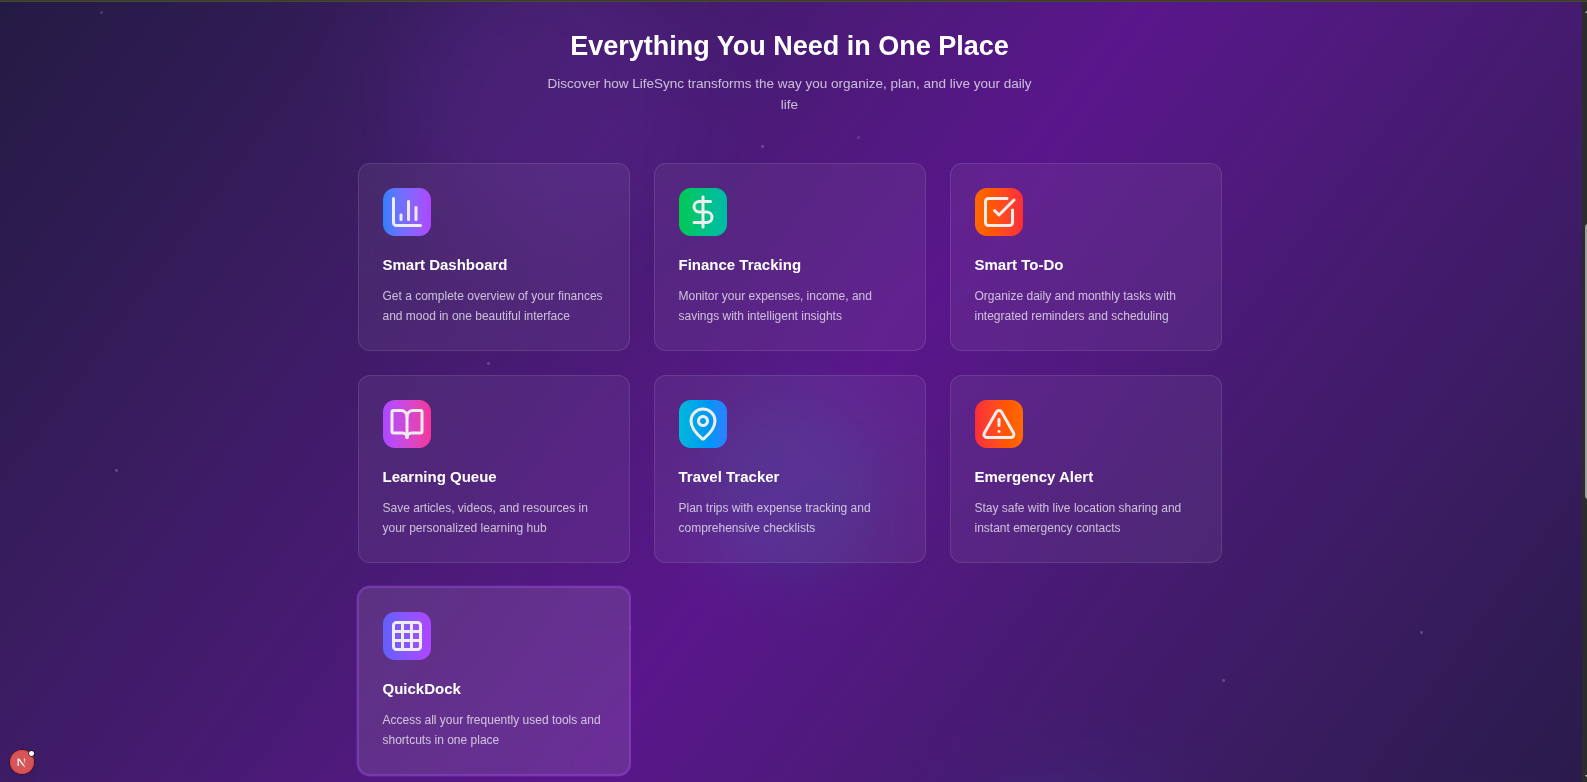 Everything You Need in One Place
Discover how LifeSync transforms the way you organize, plan, and live your daily
life
Smart Dashboard
Get a complete overview of your finances
and mood in one beautiful interface
Finance Tracking
Monitor your expenses, income, and
savings with intelligent insights
Smart To-Do
Organize daily and monthly tasks with
integrated reminders and scheduling
Learning Queue
Save articles, videos, and resources in
your personalized learning hub
Travel Tracker
Plan trips with expense tracking and
comprehensive checklists
Emergency Alert
Stay safe with live location sharing and
instant emergency contacts
QuickDock
Access all your frequently used tools and
shortcuts in one place
N